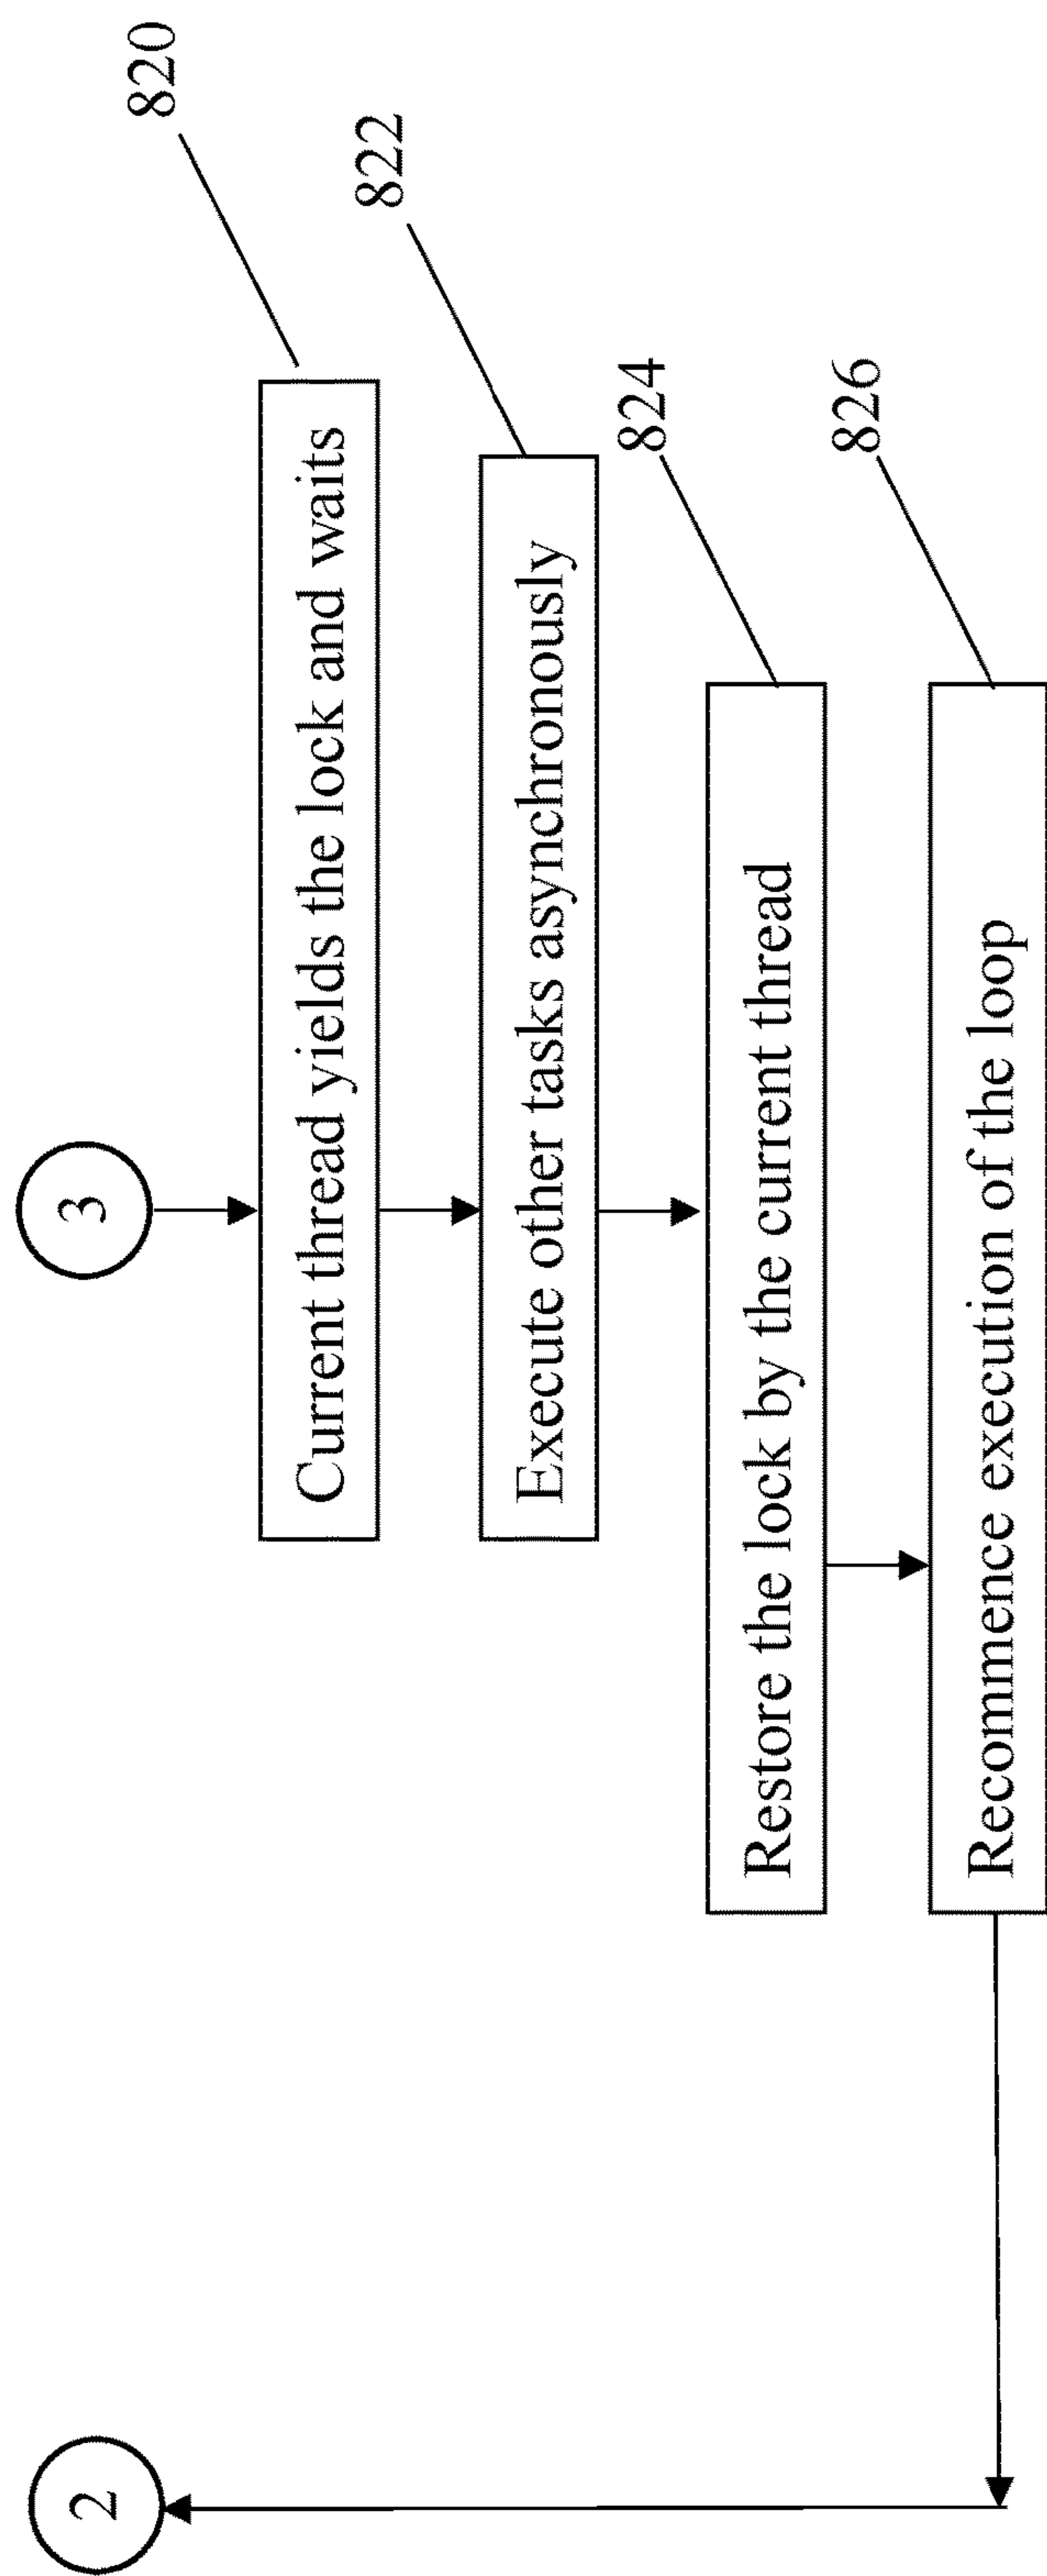 3
820
Current thread yields the lock and waits
822
Execute other tasks asynchronously
824
Restore the lock by the current thread
826
Recommence execution of the loop
2